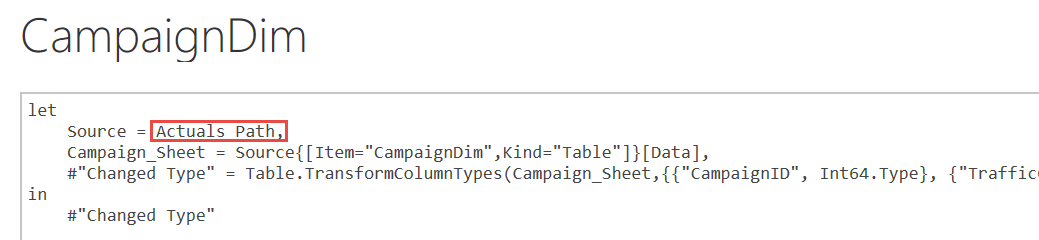 CampaignDim
let
Source = Actuals Path,
Campaign_Sheet = Source{[Item="CampaignDim",Kind="Table"]}[Data],
#"Changed Type" = Table.TransformColumnTypes(Campaign_Sheet,{{"CampaignID", Int64.Type}, {"Traffic
in
#"Changed Type"